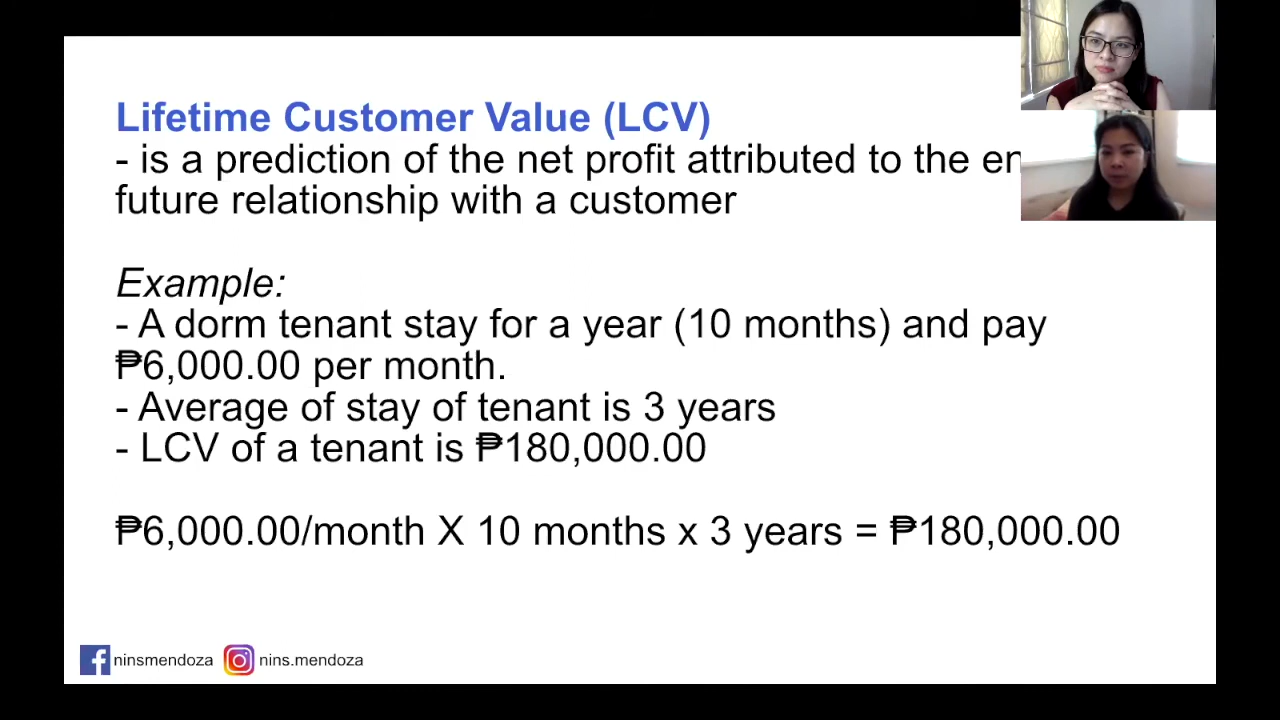 Lifetime Customer Value (LCV)
- is a prediction of the net profit attributed to the
future relationship with a customer
Example:
- A dorm tenant stay for a year (10 months) and pay
₱6,000.00 per month.
- Average of stay of tenant is 3 years
- LCV of a tenant is ₱180,000.00
₱6,000.00/month X 10 months x 3 years = ₱180,000.00
ninsmendoza nins.mendoza